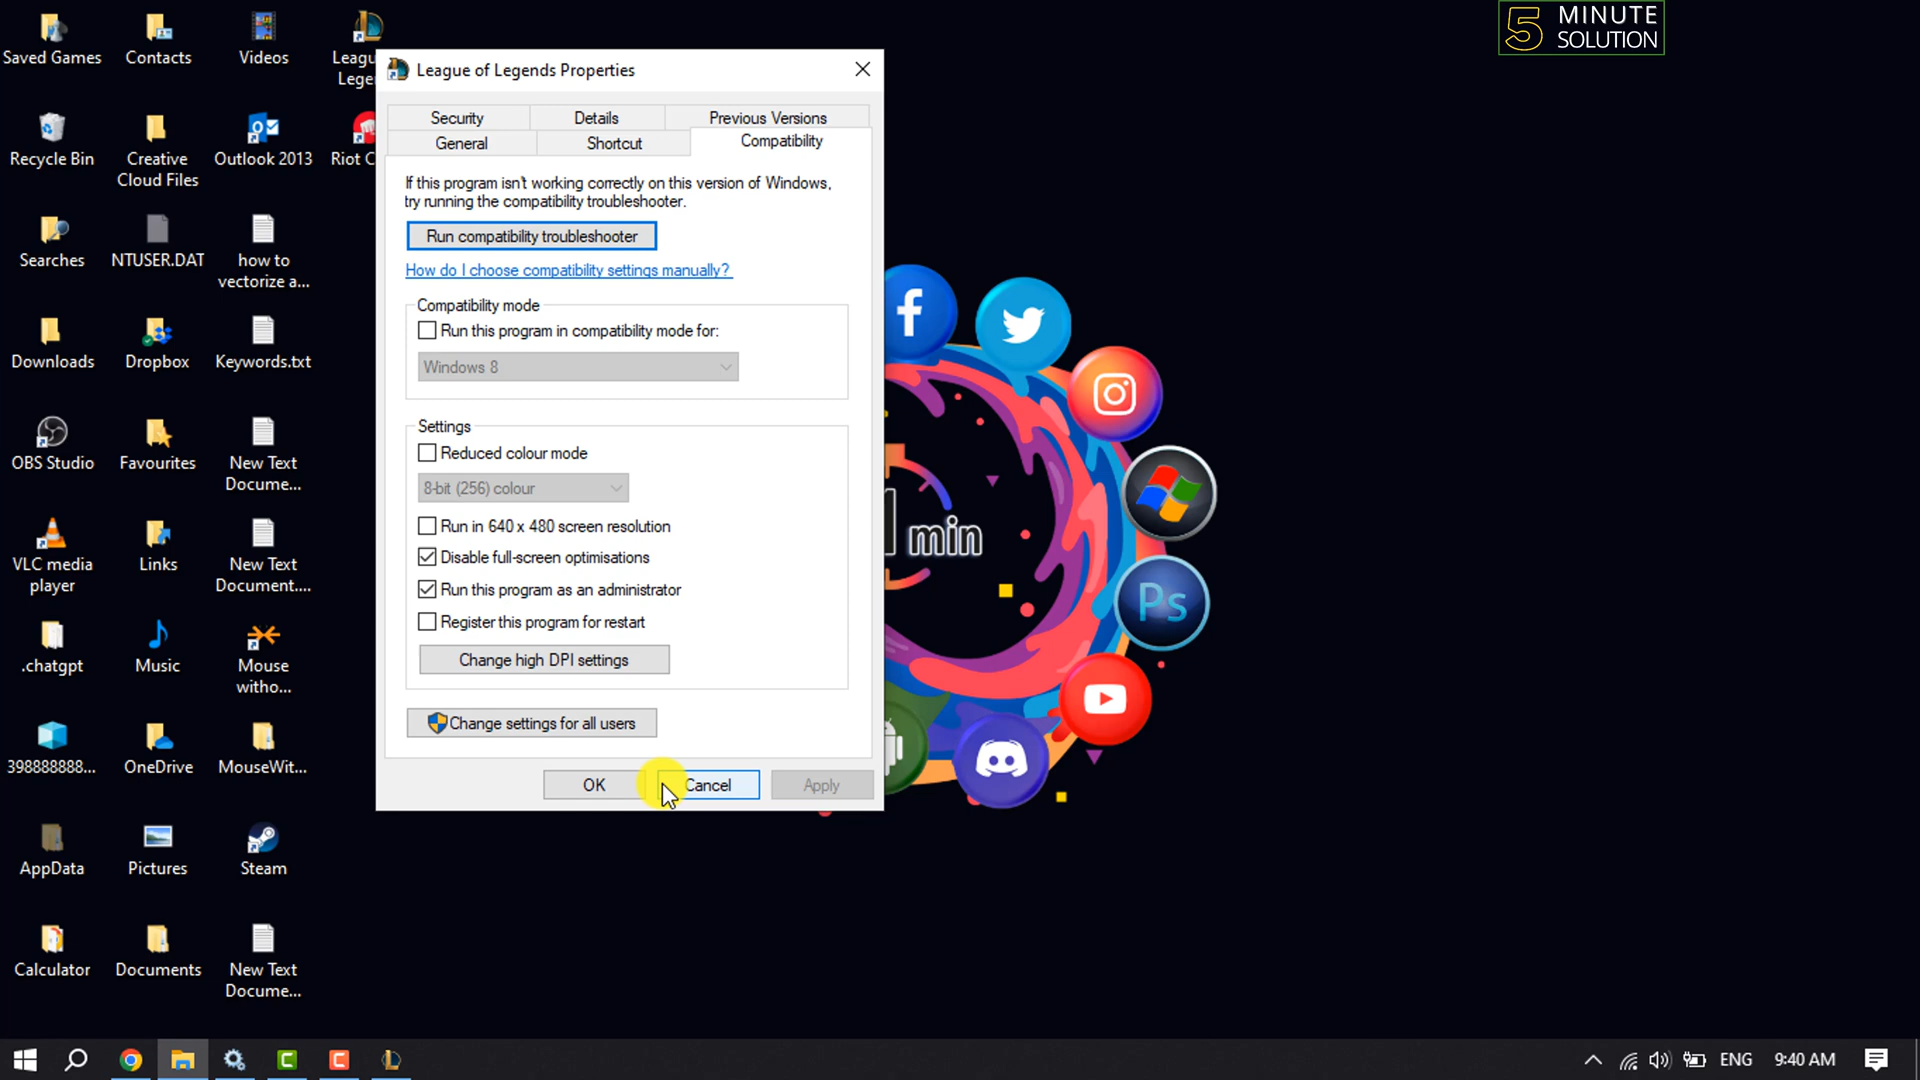 5 MINUTE
SOLUTION
Saved Games
Contacts
Videos
Leagu
Leger
Recycle Bin
Creative
Cloud Files
Outlook 2013
Riot C
Searches
NTUSER.DAT
how to
vectorize a...
Downloads
Dropbox
Keywords.txt
OBS Studio
Favourites
New Text
Docume...
VLC media
player
Links
New Text
Document....
.chatgpt
Music
Mouse
witho...
398888888...
OneDrive
MouseWit...
AppData
Pictures
Steam
Calculator
Documents
New Text
Docume...
League of Legends Properties
Security
Details
Previous Versions
General
Shortcut
Compatibility
If this program isn't working correctly on this version of Windows,
try running the compatibility troubleshooter.
Run compatibility troubleshooter
How do I choose compatibility settings manually?
Compatibility mode
Run this program in compatibility mode for:
Windows 8
Settings
Reduced colour mode
8-bit (256) colour
Run in 640 x 480 screen resolution
Disable full-screen optimisations
Run this program as an administrator
Register this program for restart
Change high DPI settings
Change settings for all users
OK
Cancel
Apply
min
Ps
ENG
9:40 AM